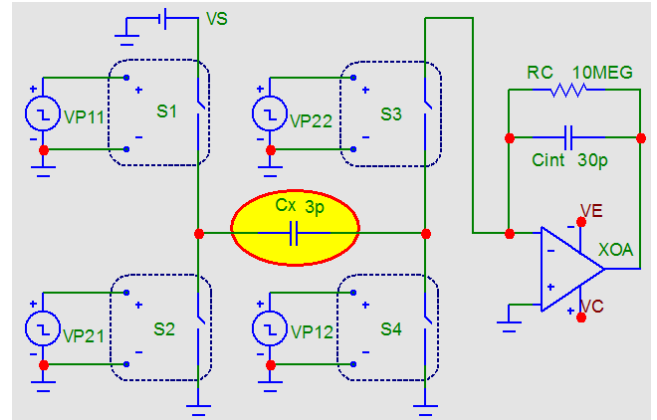 VS
RC 10MEG
VP11
S1
VP22
S3
Cint 30p
Cx 3p
VE
XOA
VP21
S2
VP12
S4
VC